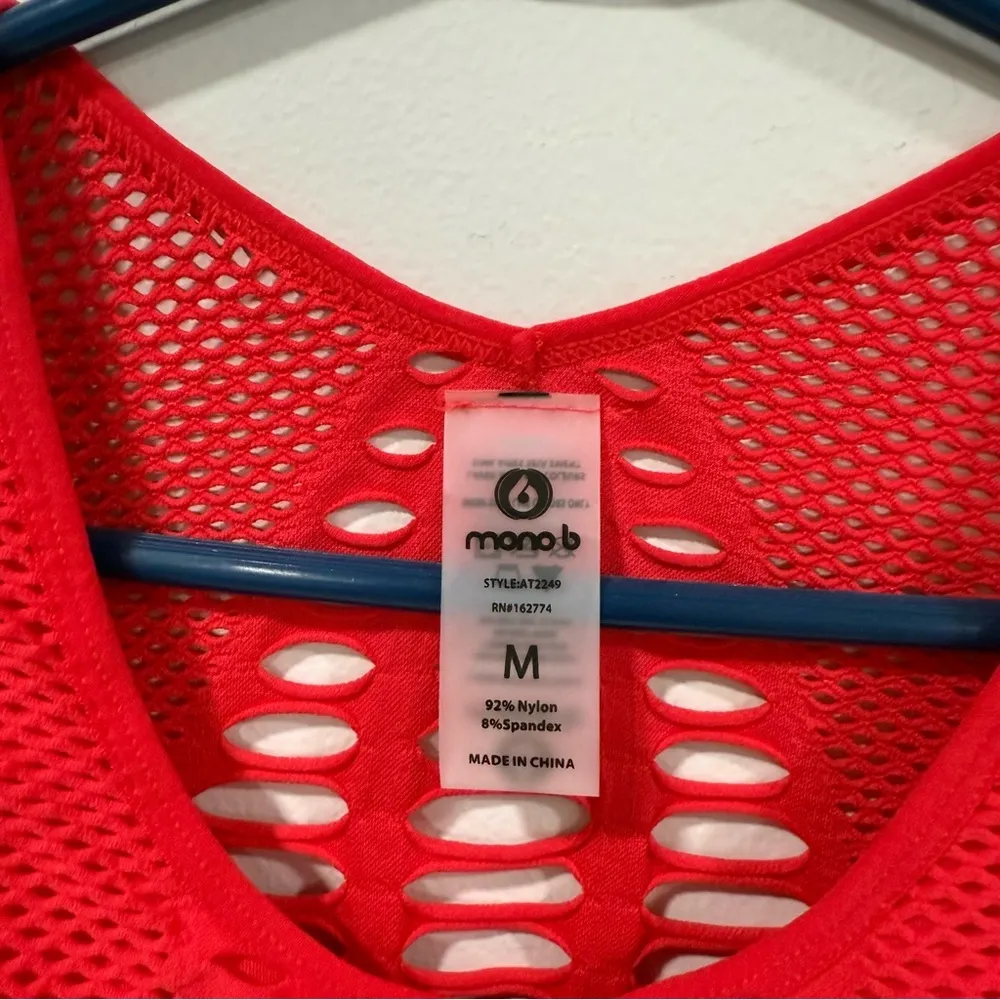 mono b
STYLE:AT2249
RN#162774
M
92% Nylon
8%Spandex
MADE IN CHINA